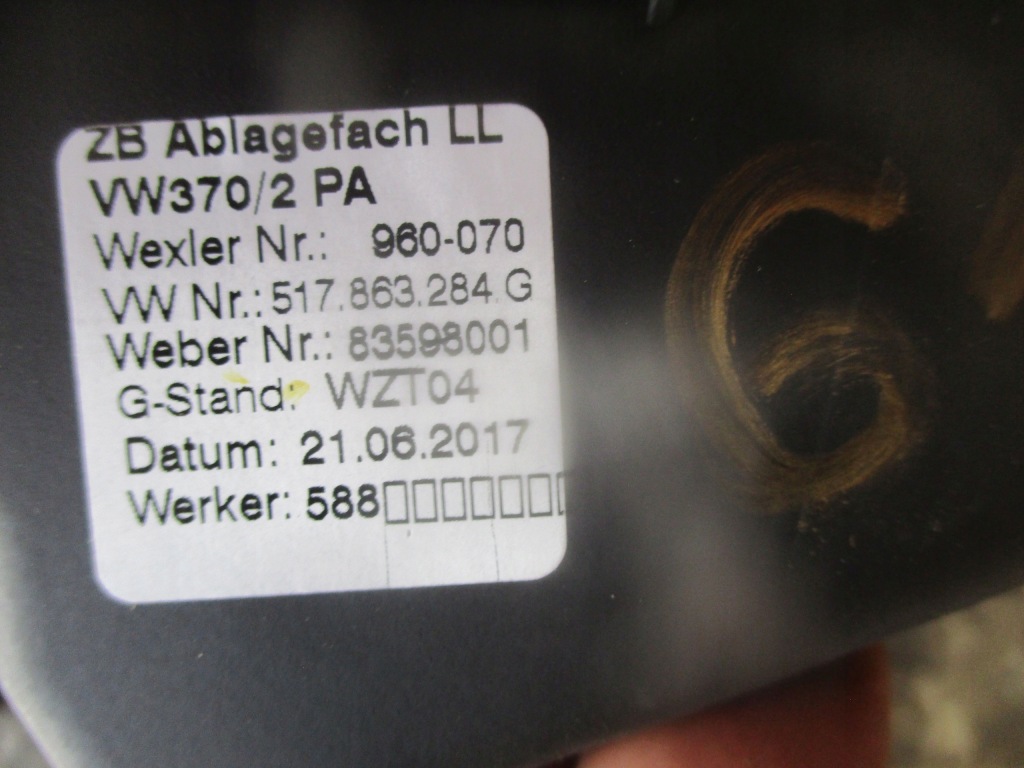 ZB Ablagefach LL
VW370/2 PA
Wexler Nr.: 960-070
VW Nr.: 517.863.284.G
Weber Nr.: 83598001
G-Stand: WZT04
Datum: 21.06.2017
Werker: 588▯▯▯▯▯▯▯
G